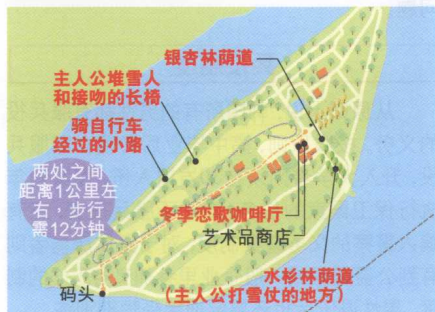 银杏林荫道
主人公堆雪人
和接吻的长椅
骑自行车
经过的小路
两处之间
距离1公里左
右，步行
需12分钟
冬季恋歌咖啡厅
艺术品商店
水杉林荫道
（主人公打雪仗的地方）
码头